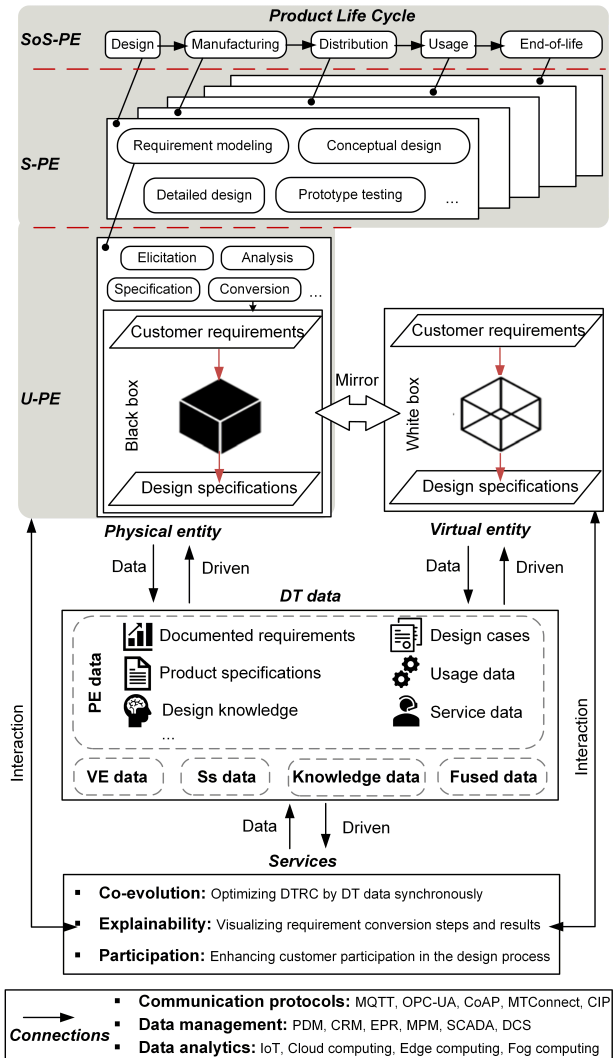 Product Life Cycle
SoS-PE
Design
Manufacturing
Distribution
Usage
End-of-life
S-PE
Requirement modeling
Conceptual design
Detailed design
Prototype testing
...
U-PE
Elicitation
Analysis
Specification
Conversion
...
Customer requirements
Black box
Design specifications
Mirror
Customer requirements
White box
Design specifications
Physical entity
Virtual entity
Data
Driven
Data
Driven
DT data
PE data
Documented requirements
Design cases
Product specifications
Usage data
Design knowledge
Service data
...
VE data
Ss data
Knowledge data
Fused data
Interaction
Interaction
Data
Driven
Services
▪ Co-evolution: Optimizing DTRC by DT data synchronously
▪ Explainability: Visualizing requirement conversion steps and results
▪ Participation: Enhancing customer participation in the design process
Connections
▪ Communication protocols: MQTT, OPC-UA, CoAP, MTConnect, CIP
▪ Data management: PDM, CRM, EPR, MPM, SCADA, DCS
▪ Data analytics: IoT, Cloud computing, Edge computing, Fog computing